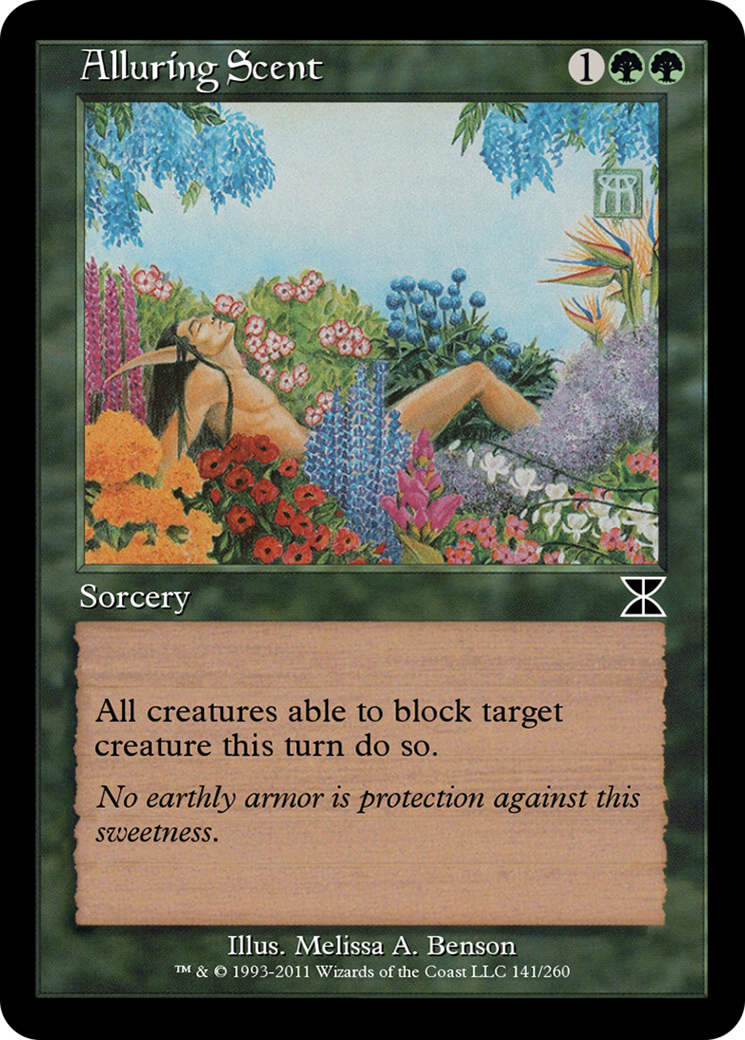 Alluring Scent 1
Sorcery
All creatures able to block target
creature this turn do so.
No earthly armor is protection against this
sweetness.
Illus. Melissa A. Benson
™ & © 1993-2011 Wizards of the Coast LLC 141/260